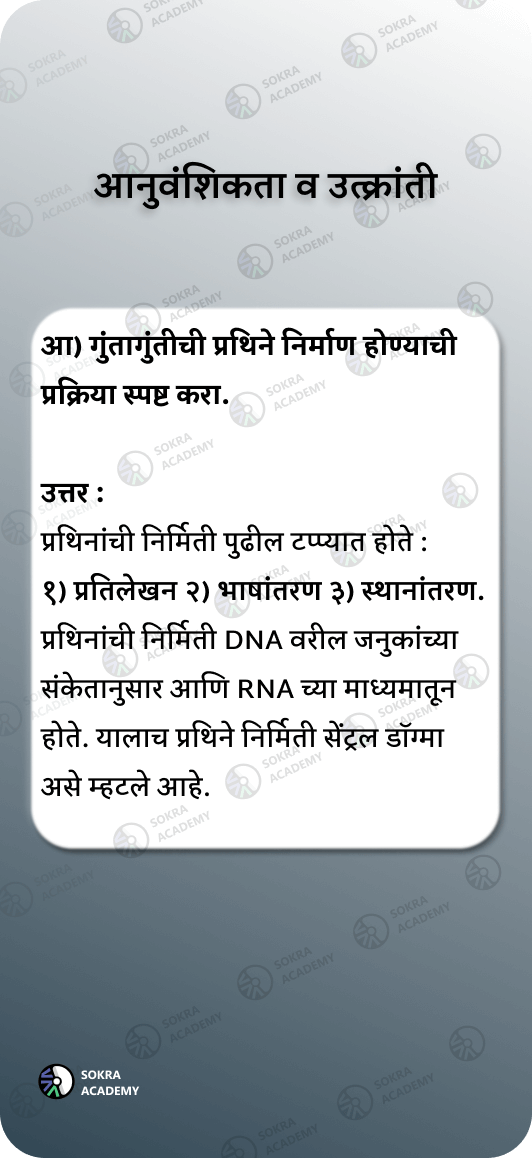 आनुवंशिकता व उत्क्रांती
आ) गुंतागुंतीची प्रथिने निर्माण होण्याची
प्रक्रिया स्पष्ट करा.
उत्तर :
प्रथिनांची निर्मिती पुढील टप्प्यात होते :
१) प्रतिलेखन २) भाषांतरण ३) स्थानांतरण.
प्रथिनांची निर्मिती DNA वरील जनुकांच्या
संकेतानुसार आणि RNA च्या माध्यमातून
होते. यालाच प्रथिने निर्मिती सेंट्रल डॉग्मा
असे म्हटले आहे.
SOKRA
ACADEMY